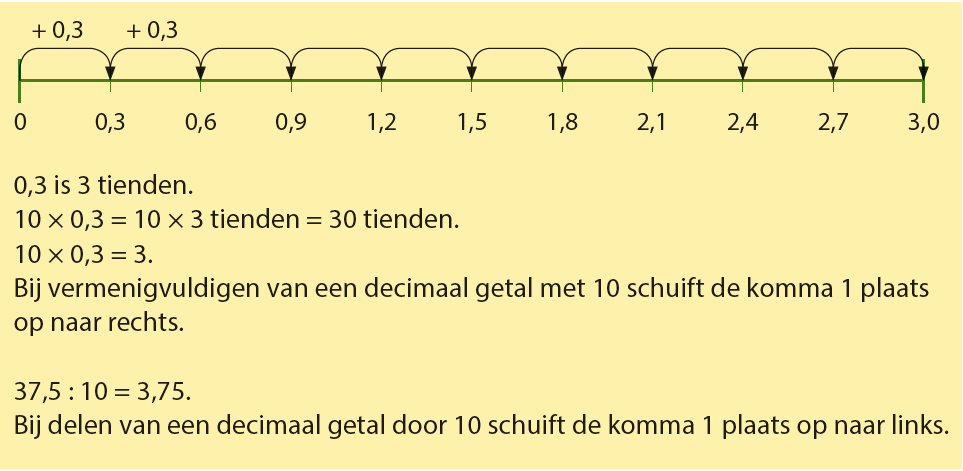 + 0,3 + 0,3
0 0,3 0,6 0,9 1,2 1,5 1,8 2,1 2,4 2,7 3,0
0,3 is 3 tienden.
10 × 0,3 = 10 × 3 tienden = 30 tienden.
10 × 0,3 = 3.
Bij vermenigvuldigen van een decimaal getal met 10 schuift de komma 1 plaats
op naar rechts.
37,5 : 10 = 3,75.
Bij delen van een decimaal getal door 10 schuift de komma 1 plaats op naar links.